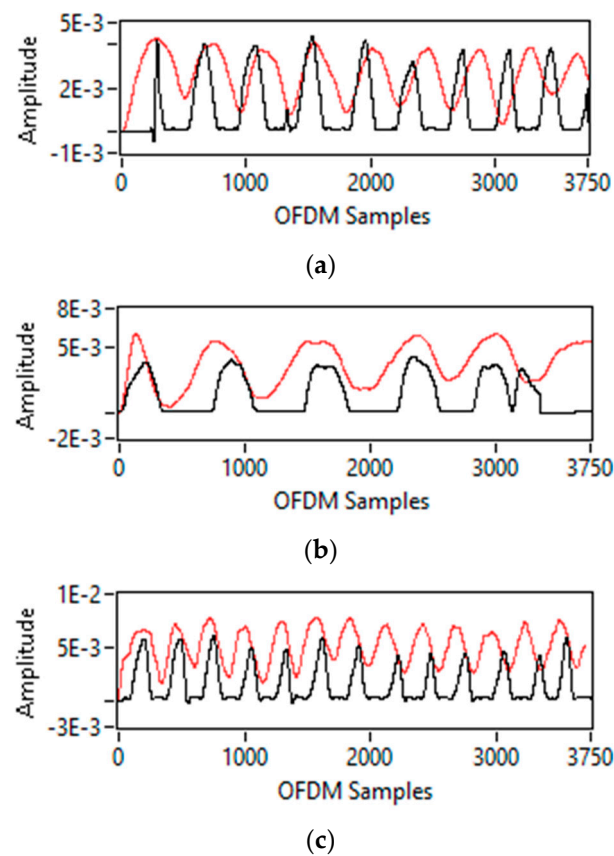 5E-3
2E-3
-1E-3
Amplitude
0 1000 2000 3000 3750
OFDM Samples
(a)
8E-3
5E-3
-2E-3
Amplitude
0 1000 2000 3000 3750
OFDM Samples
(b)
1E-2
5E-3
-3E-3
Amplitude
0 1000 2000 3000 3750
OFDM Samples
(c)